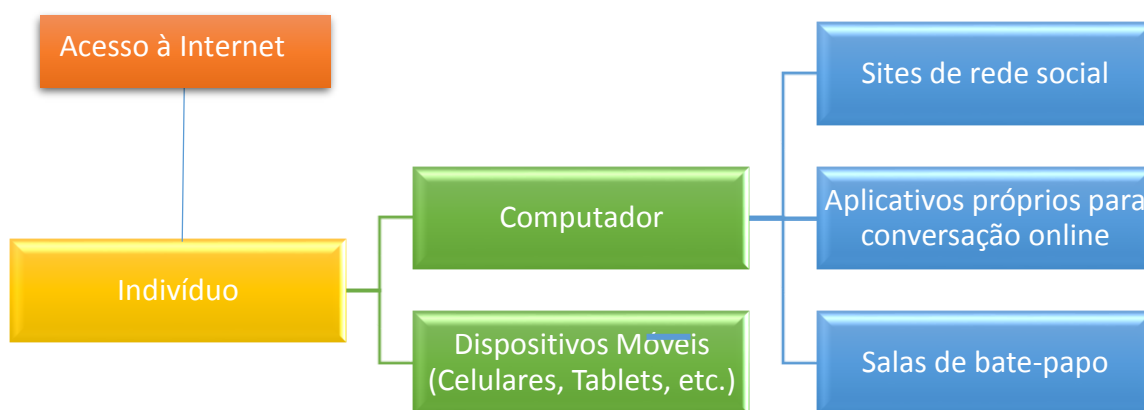 Acesso à Internet
Indivíduo
Computador
Dispositivos Móveis
(Celulares, Tablets, etc.)
Sites de rede social
Aplicativos próprios para
conversação online
Salas de bate-papo